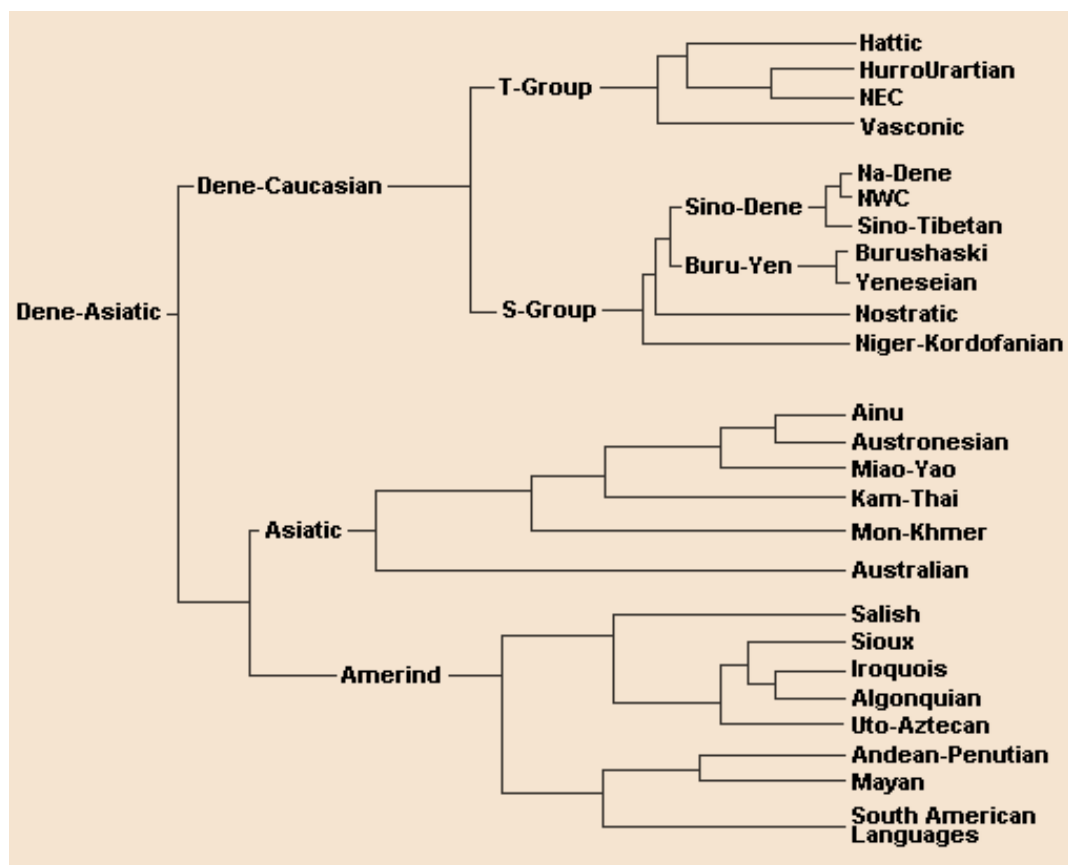 Hattic
HurroUrartian
T-Group
NEC
Vasconic
Na-Dene
Dene-Caucasian
NWC
Sino-Dene
Sino-Tibetan
Burushaski
Buru-Yen
Yeneseian
Dene-Asiatic
S-Group
Nostratic
Niger-Kordofanian
Ainu
Austronesian
Miao-Yao
Kam-Thai
Asiatic
Mon-Khmer
Australian
Salish
Sioux
Iroquois
Amerind
Algonquian
Uto-Aztecan
Andean-Penutian
Mayan
South American
Languages